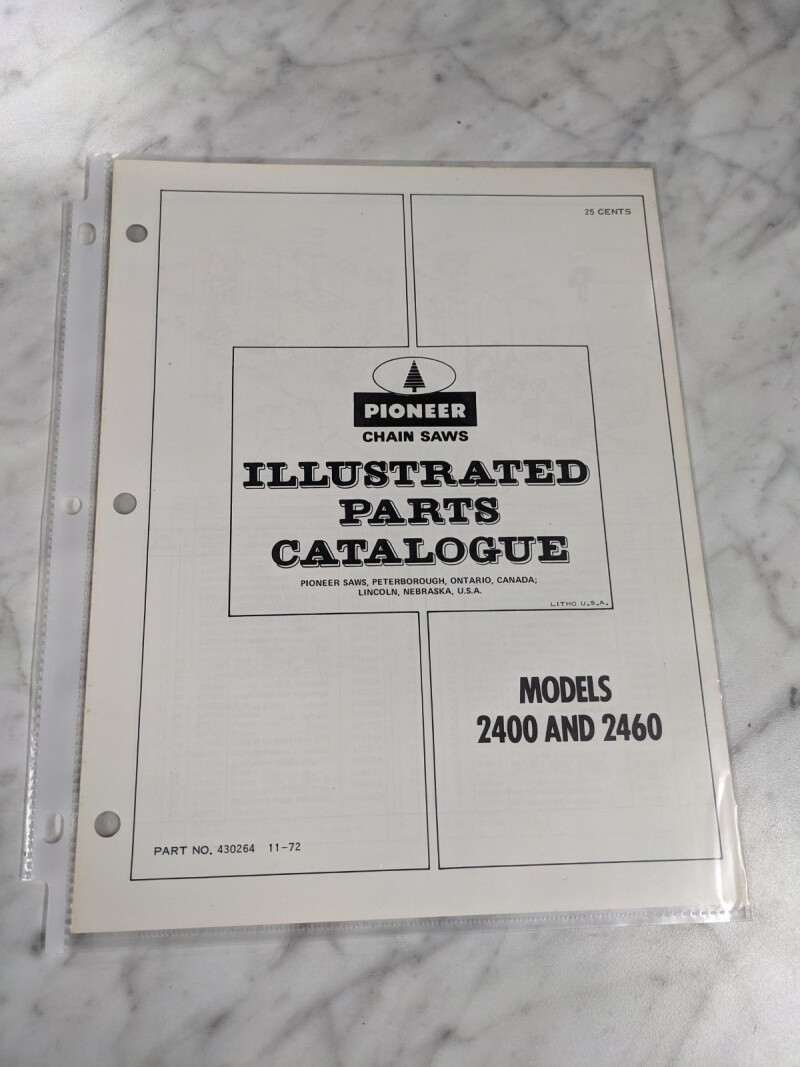 25 CENTS
PIONEER
CHAIN SAWS
ILLUSTRATED
PARTS
CATALOGUE
PIONEER SAWS, PETERBOROUGH, ONTARIO, CANADA;
LINCOLN, NEBRASKA, U.S.A.
LITHO U.S.A.
MODELS
2400 AND 2460
PART NO. 430264 11-72